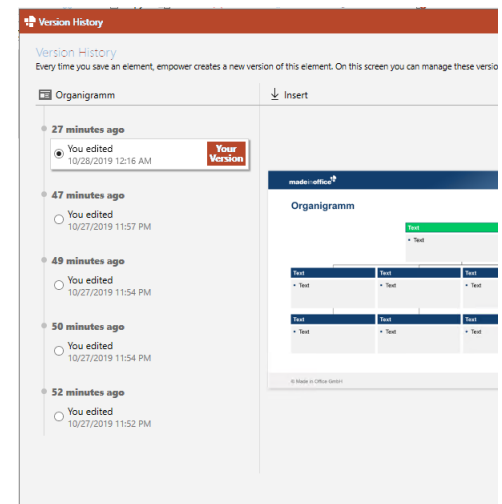 Version History
Version History
Every time you save an element, empower creates a new version of this element. On this screen you can manage these versio
Organigramm
Insert
27 minutes ago
You edited
10/28/2019 12:16 AM
Your
Version
47 minutes ago
You edited
10/27/2019 11:57 PM
49 minutes ago
You edited
10/27/2019 11:54 PM
50 minutes ago
You edited
10/27/2019 11:54 PM
52 minutes ago
You edited
10/27/2019 11:52 PM
madeinoffice
Organigramm
Text
• Text
Text Text Text
• Text • Text • Text
Text Text Text
• Text • Text • Text
© Made in Office GmbH